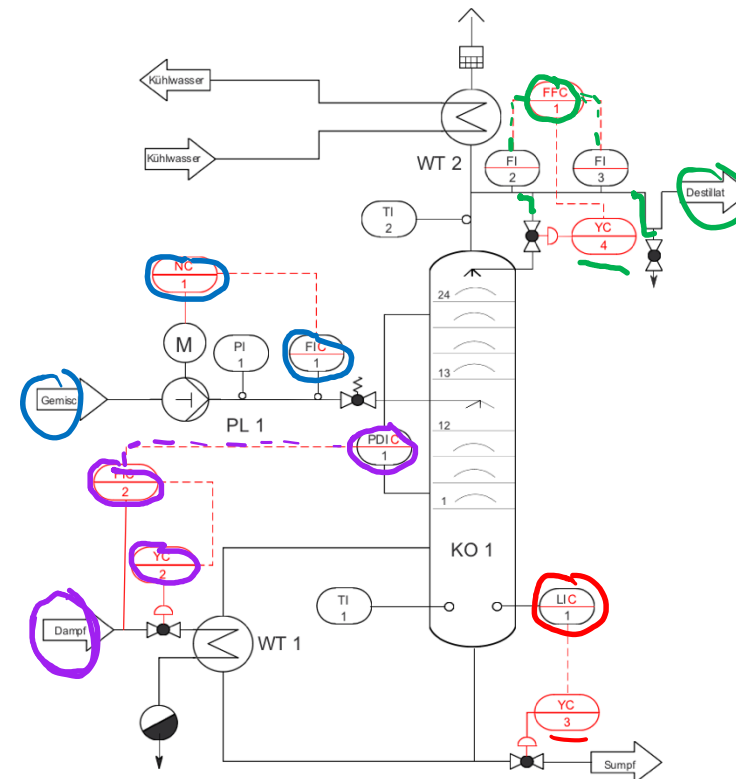 Kühlwasser
Kühlwasser
WT 2
FFC
1
FI
2
FI
3
Destillat
TI
2
YC
4
NC
1
M
PI
1
FIC
1
Gemisc
PL 1
24
13
12
1
PDIC
1
2
YC
2
KO 1
Dampf
WT 1
TI
1
LIC
1
YC
3
Sumpf